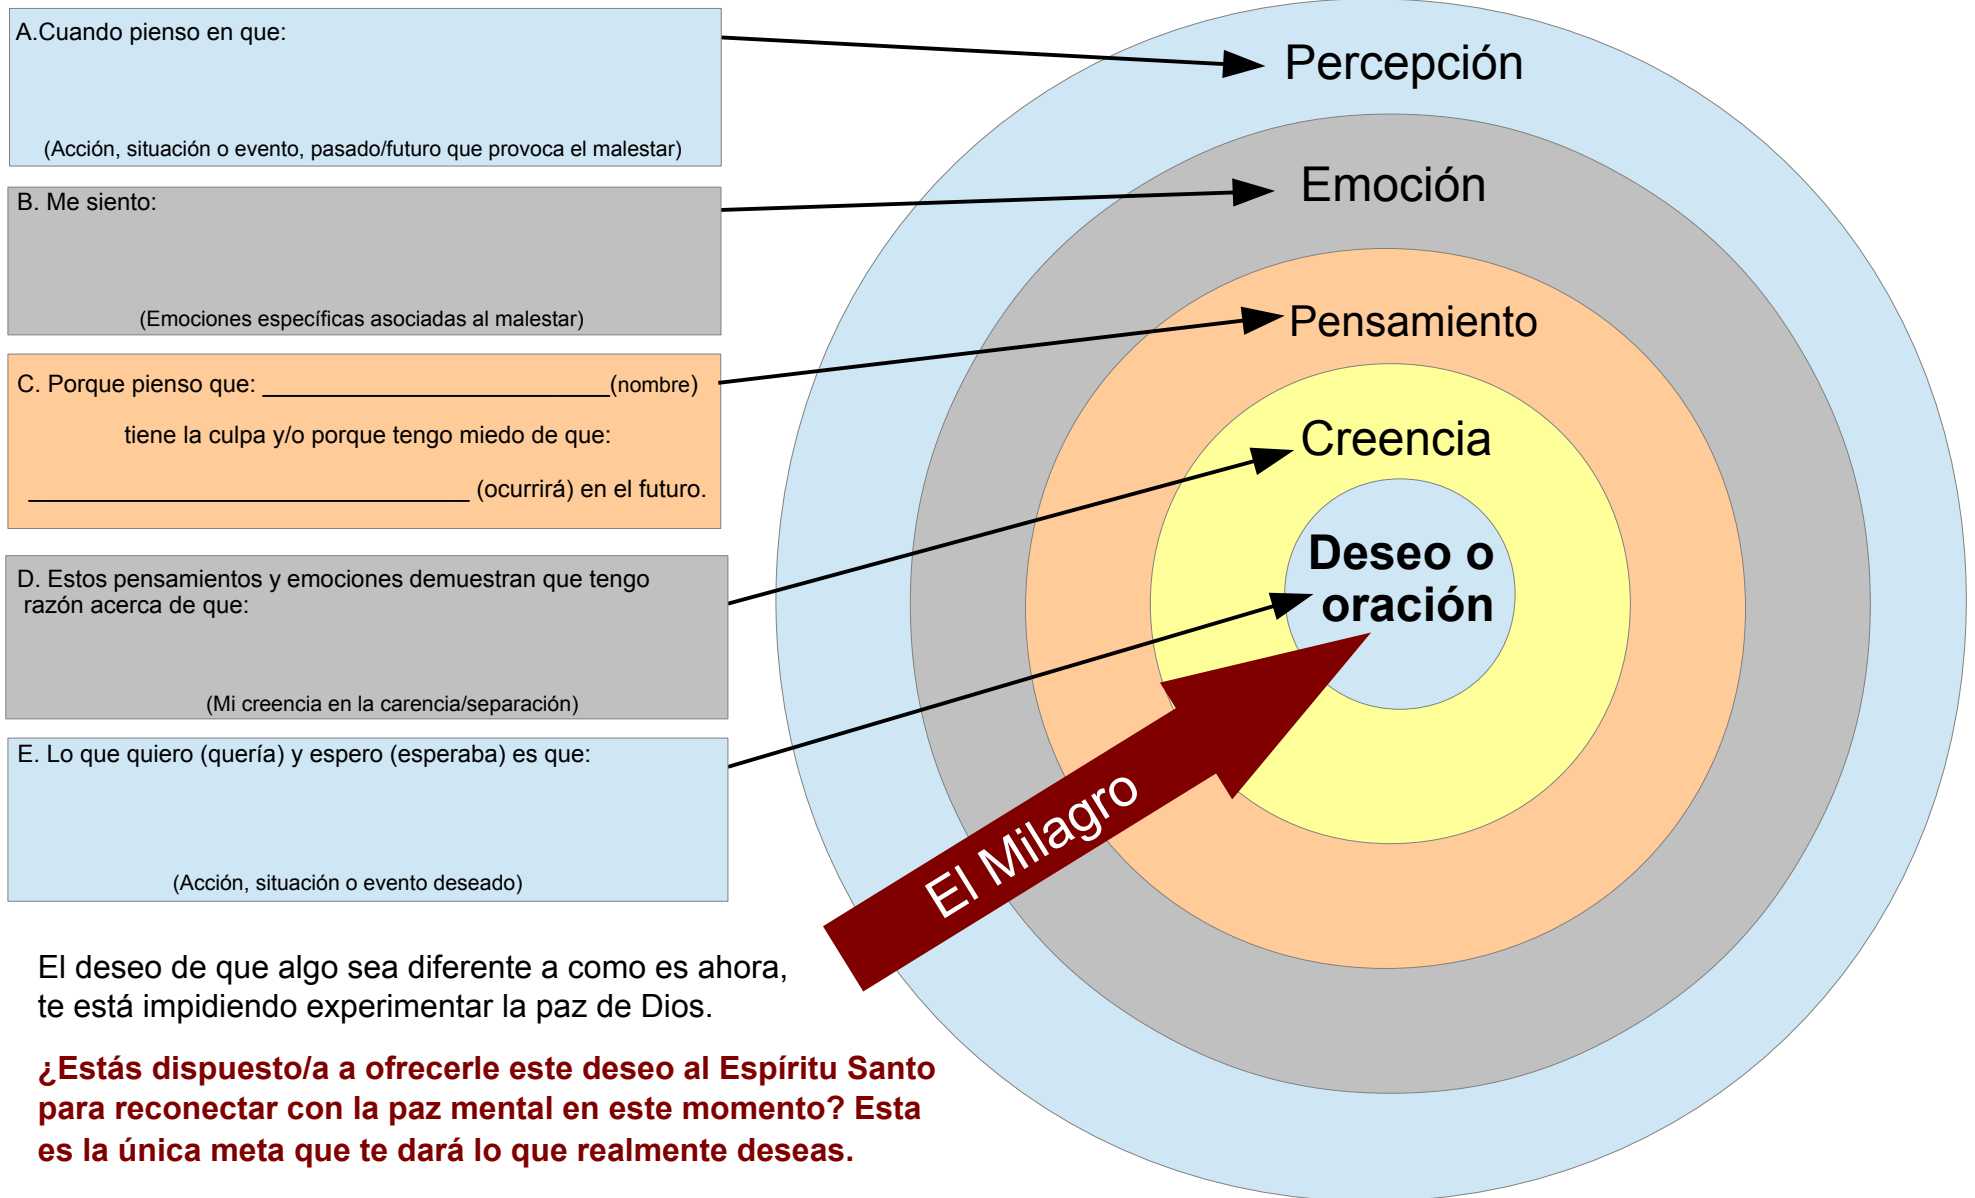 A.Cuando pienso en que:
(Acción, situación o evento, pasado/futuro que provoca el malestar)
B. Me siento:
(Emociones específicas asociadas al malestar)
C. Porque pienso que: __________________________(nombre)
tiene la culpa y/o porque tengo miedo de que:
_________________________________ (ocurrirá) en el futuro.
D. Estos pensamientos y emociones demuestran que tengo
razón acerca de que:
(Mi creencia en la carencia/separación)
E. Lo que quiero (quería) y espero (esperaba) es que:
(Acción, situación o evento deseado)
El deseo de que algo sea diferente a como es ahora,
te está impidiendo experimentar la paz de Dios.
¿Estás dispuesto/a a ofrecerle este deseo al Espíritu Santo
para reconectar con la paz mental en este momento? Esta
es la única meta que te dará lo que realmente deseas.
Percepción
Emoción
Pensamiento
Creencia
Deseo o
oración
El Milagro